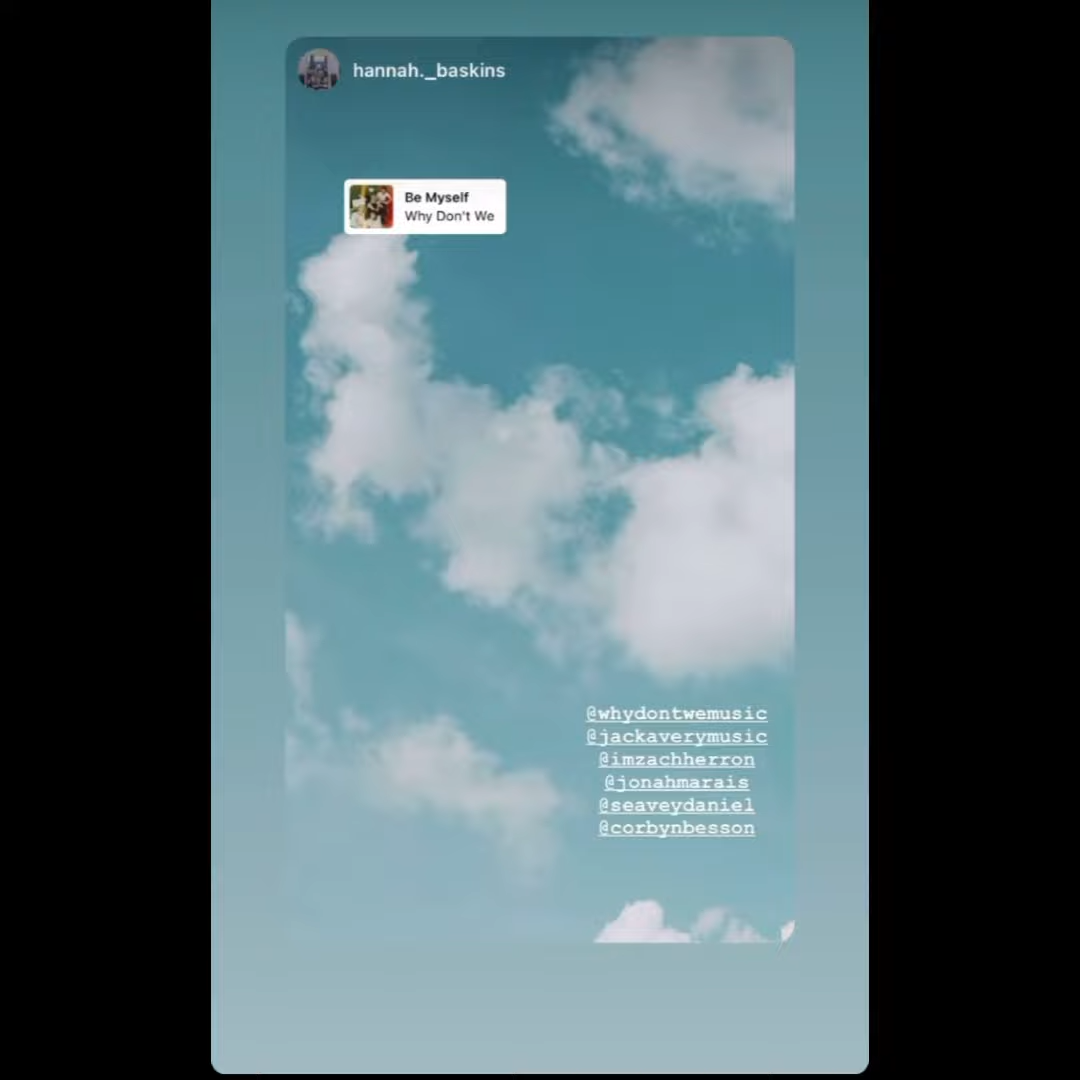 hannah._baskins
Be Myself
Why Don't We
@whydontwemusic
@jackaverymusic
@imzachherron
@jonahmarais
@seaveydaniel
@corbynbesson